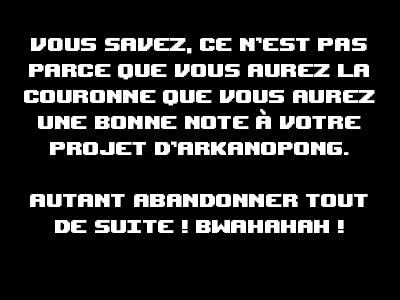 VOUS SAVEZ, CE N'EST PAS
PARCE QUE VOUS AUREZ LA
COURONNE QUE VOUS AUREZ
UNE BONNE NOTE À VOTRE
PROJET D'ARKANOPONG.
AUTANT ABANDONNER TOUT
DE SUITE ! BWAHAHAH !